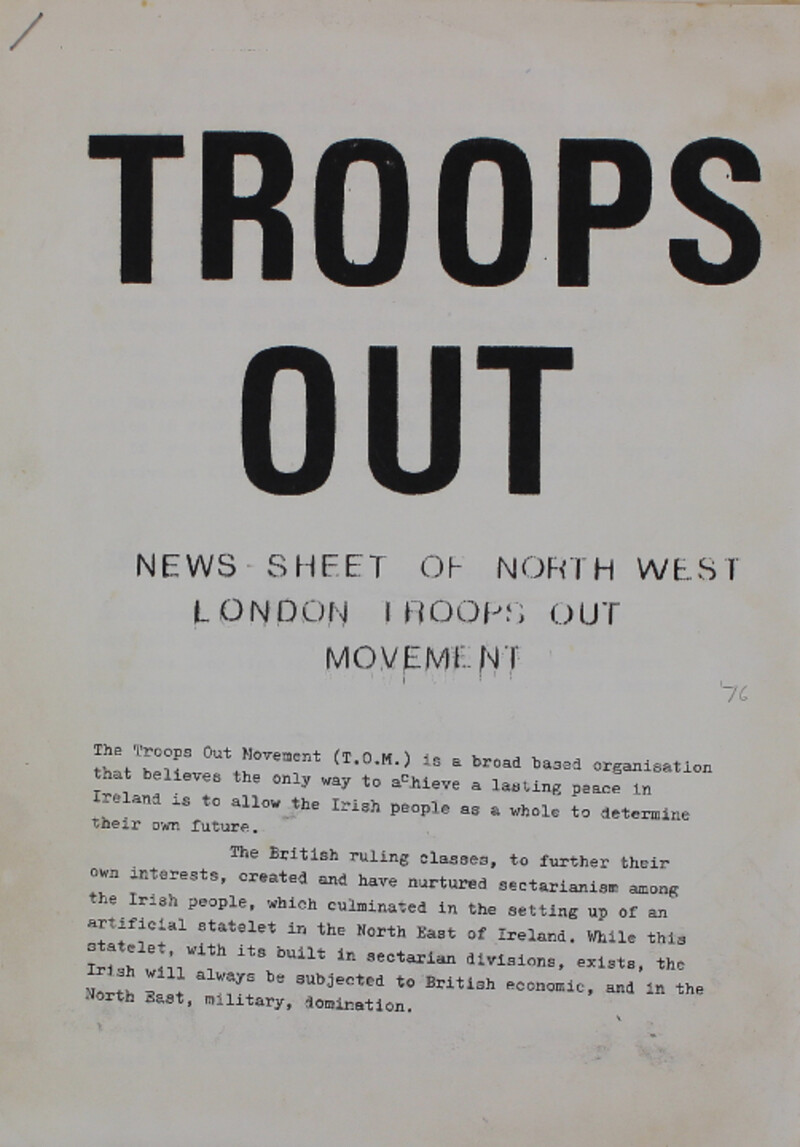 TROOPS
OUT
NEWS-SHEET OF NORTH WEST
LONDON TROOPS OUT
MOVEMENT
'76
The Troops Out Movement (T.O.M.) is a broad based organisation
that believes the only way to achieve a lasting peace in
Ireland is to allow the Irish people as a whole to determine
their own future.
The British ruling classes, to further their
own interests, created and have nurtured sectarianism among
the Irish people, which culminated in the setting up of an
artificial statelet in the North East of Ireland. While this
statelet, with its built in sectarian divisions, exists, the
Irish will always be subjected to British economic, and in the
North East, military, domination.